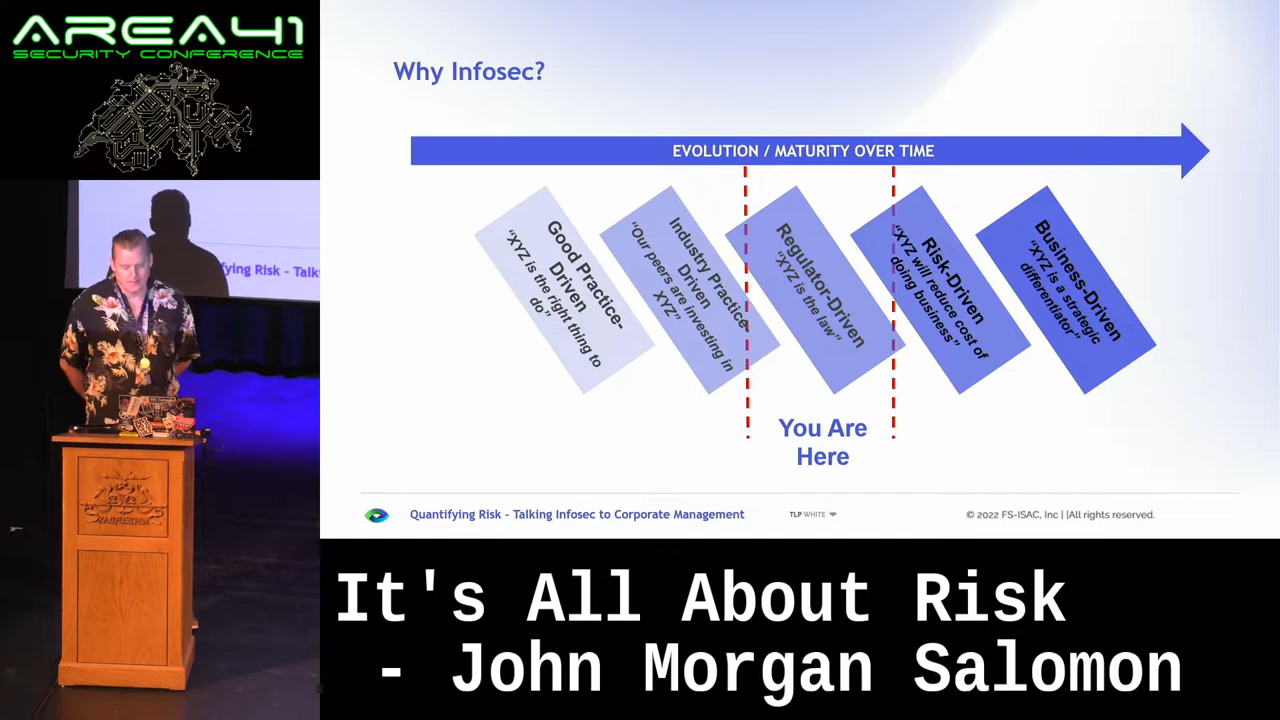 AREA41
SECURITY CONFERENCE
Why Infosec?
EVOLUTION / MATURITY OVER TIME
Good Practice-
Driven
“XYZ is the right thing to
do”
Industry Practice-
Driven
“Our peers are investing in
XYZ”
Regulator-Driven
“XYZ is the law”
Risk-Driven
“XYZ will reduce cost of
doing business”
Business-Driven
“XYZ is a strategic
differentiator”
You Are
Here
Quantifying Risk - Talking Infosec to Corporate Management
TLP WHITE
© 2022 FS-ISAC, Inc | |All rights reserved.
fying Risk - Talk
It's All About Risk
- John Morgan Salomon